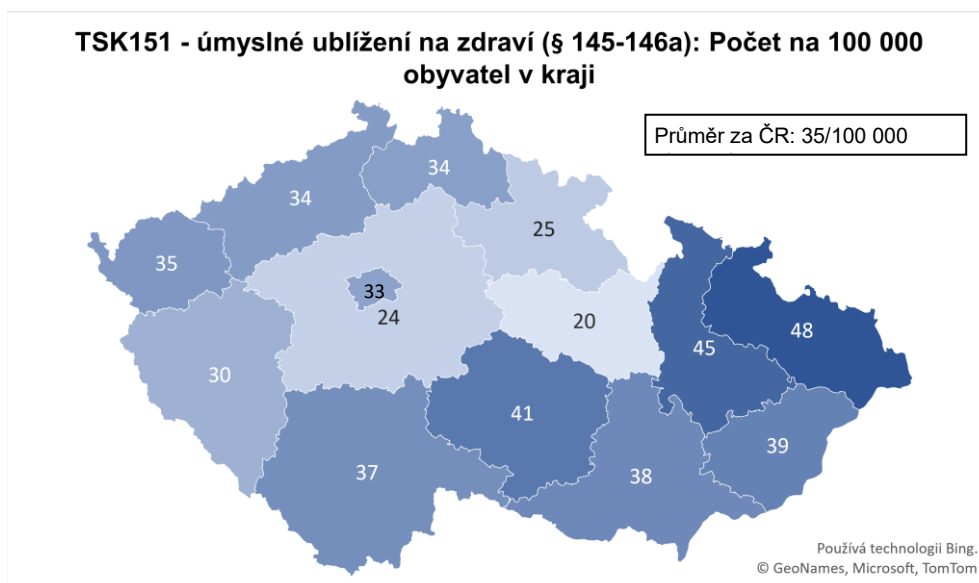 TSK151 - úmyslné ublížení na zdraví (§ 145-146a): Počet na 100 000
obyvatel v kraji
Průměr za ČR: 35/100 000
34
34
25
35
33
24
20
48
45
30
41
39
37
38
Používá technologii Bing.
© GeoNames, Microsoft, TomTom